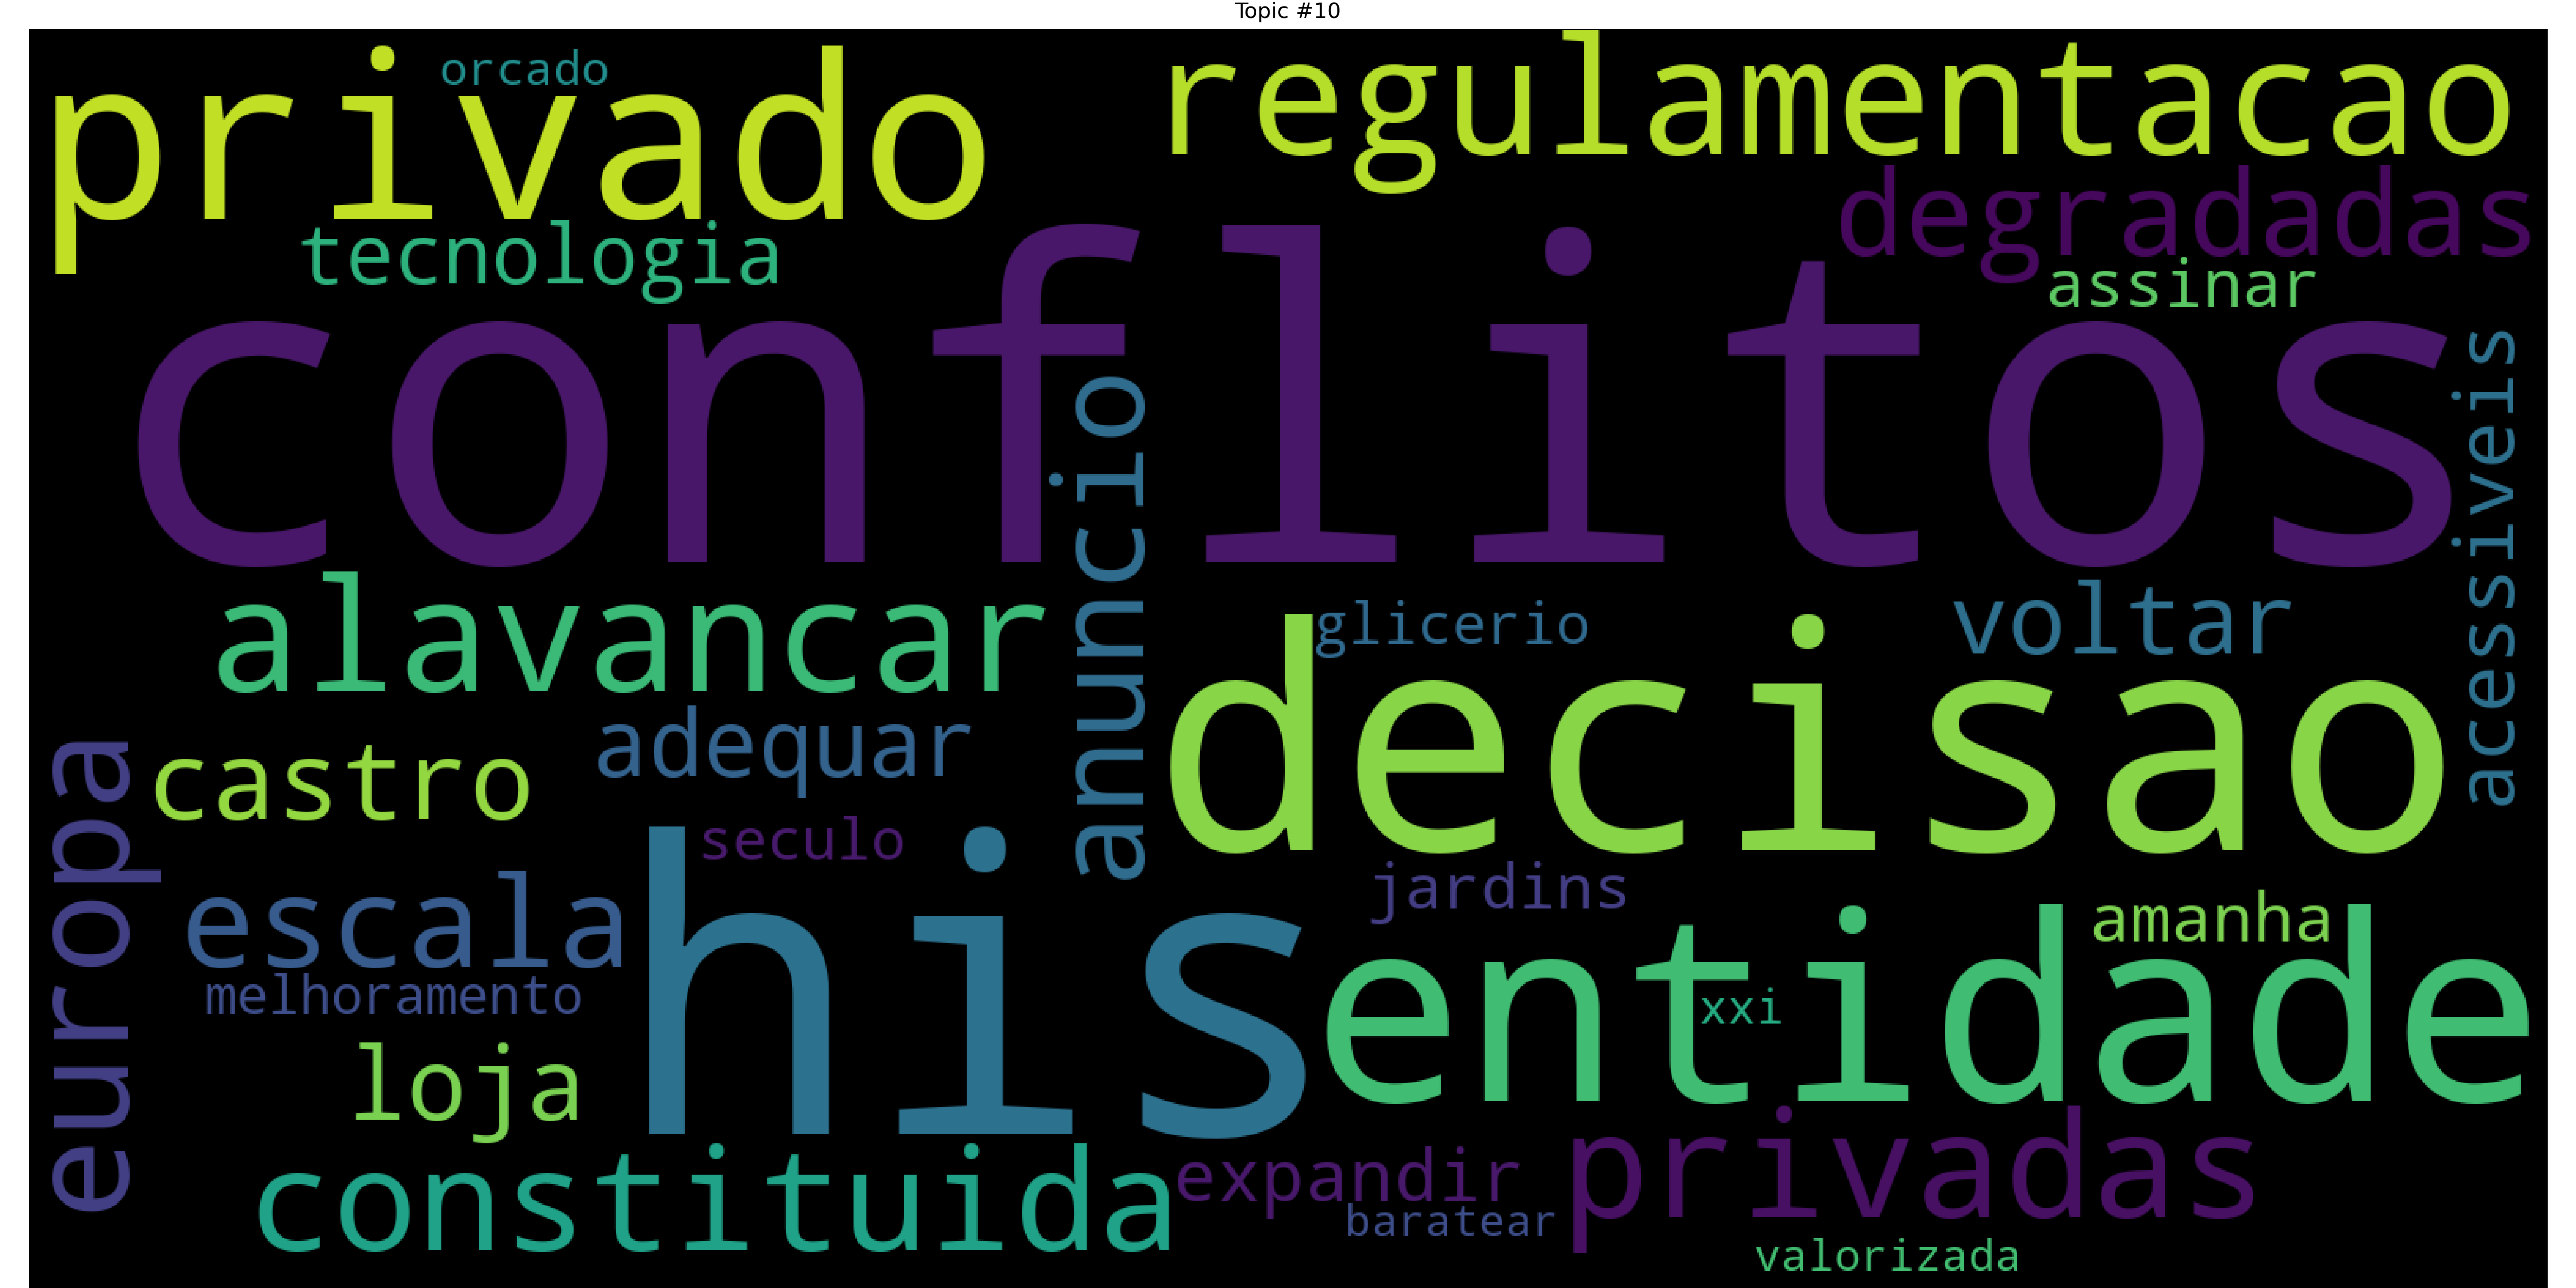 Topic #10
orcado
privado
regulamentacao
degradadas
tecnologia
assinar
conflitos
acessiveis
anuncio
alavancar
glicerio
voltar
decisao
adequar
castro
europa
seculo
escala
his
jardins
amanha
entidade
xxi
melhoramento
loja
constituida
expandir
privadas
baratear
valorizada